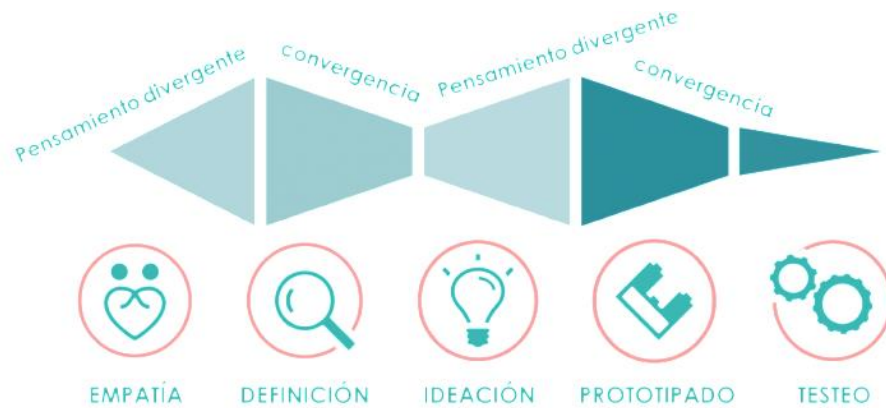 Pensamiento divergente
convergencia
Pensamiento divergente
convergencia
EMPATÍA
DEFINICIÓN
IDEACIÓN
PROTOTIPADO
TESTEO